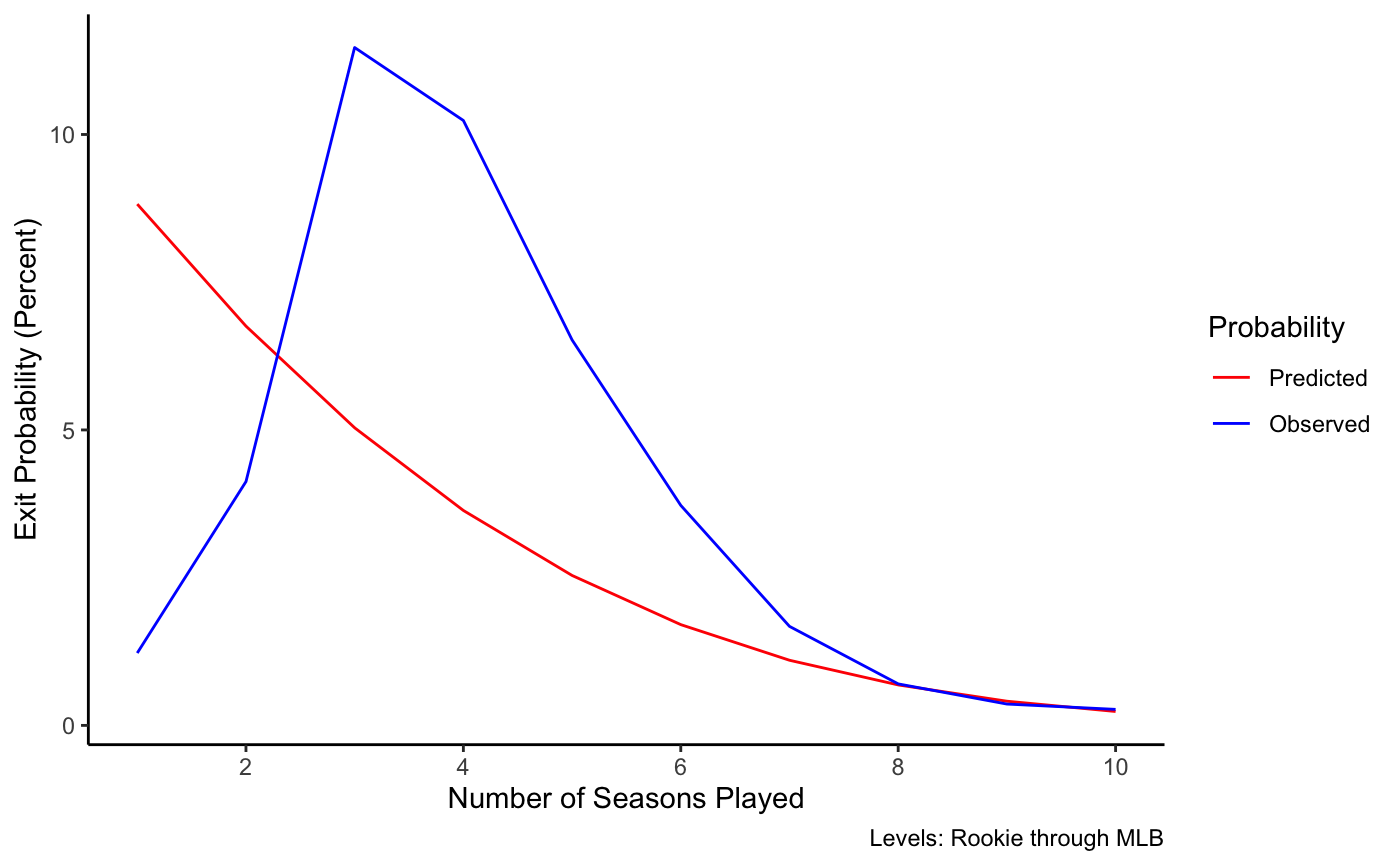 Exit Probability (Percent)
10
5
0
2 4 6 8 10
Number of Seasons Played
Levels: Rookie through MLB
Probability
Predicted
Observed